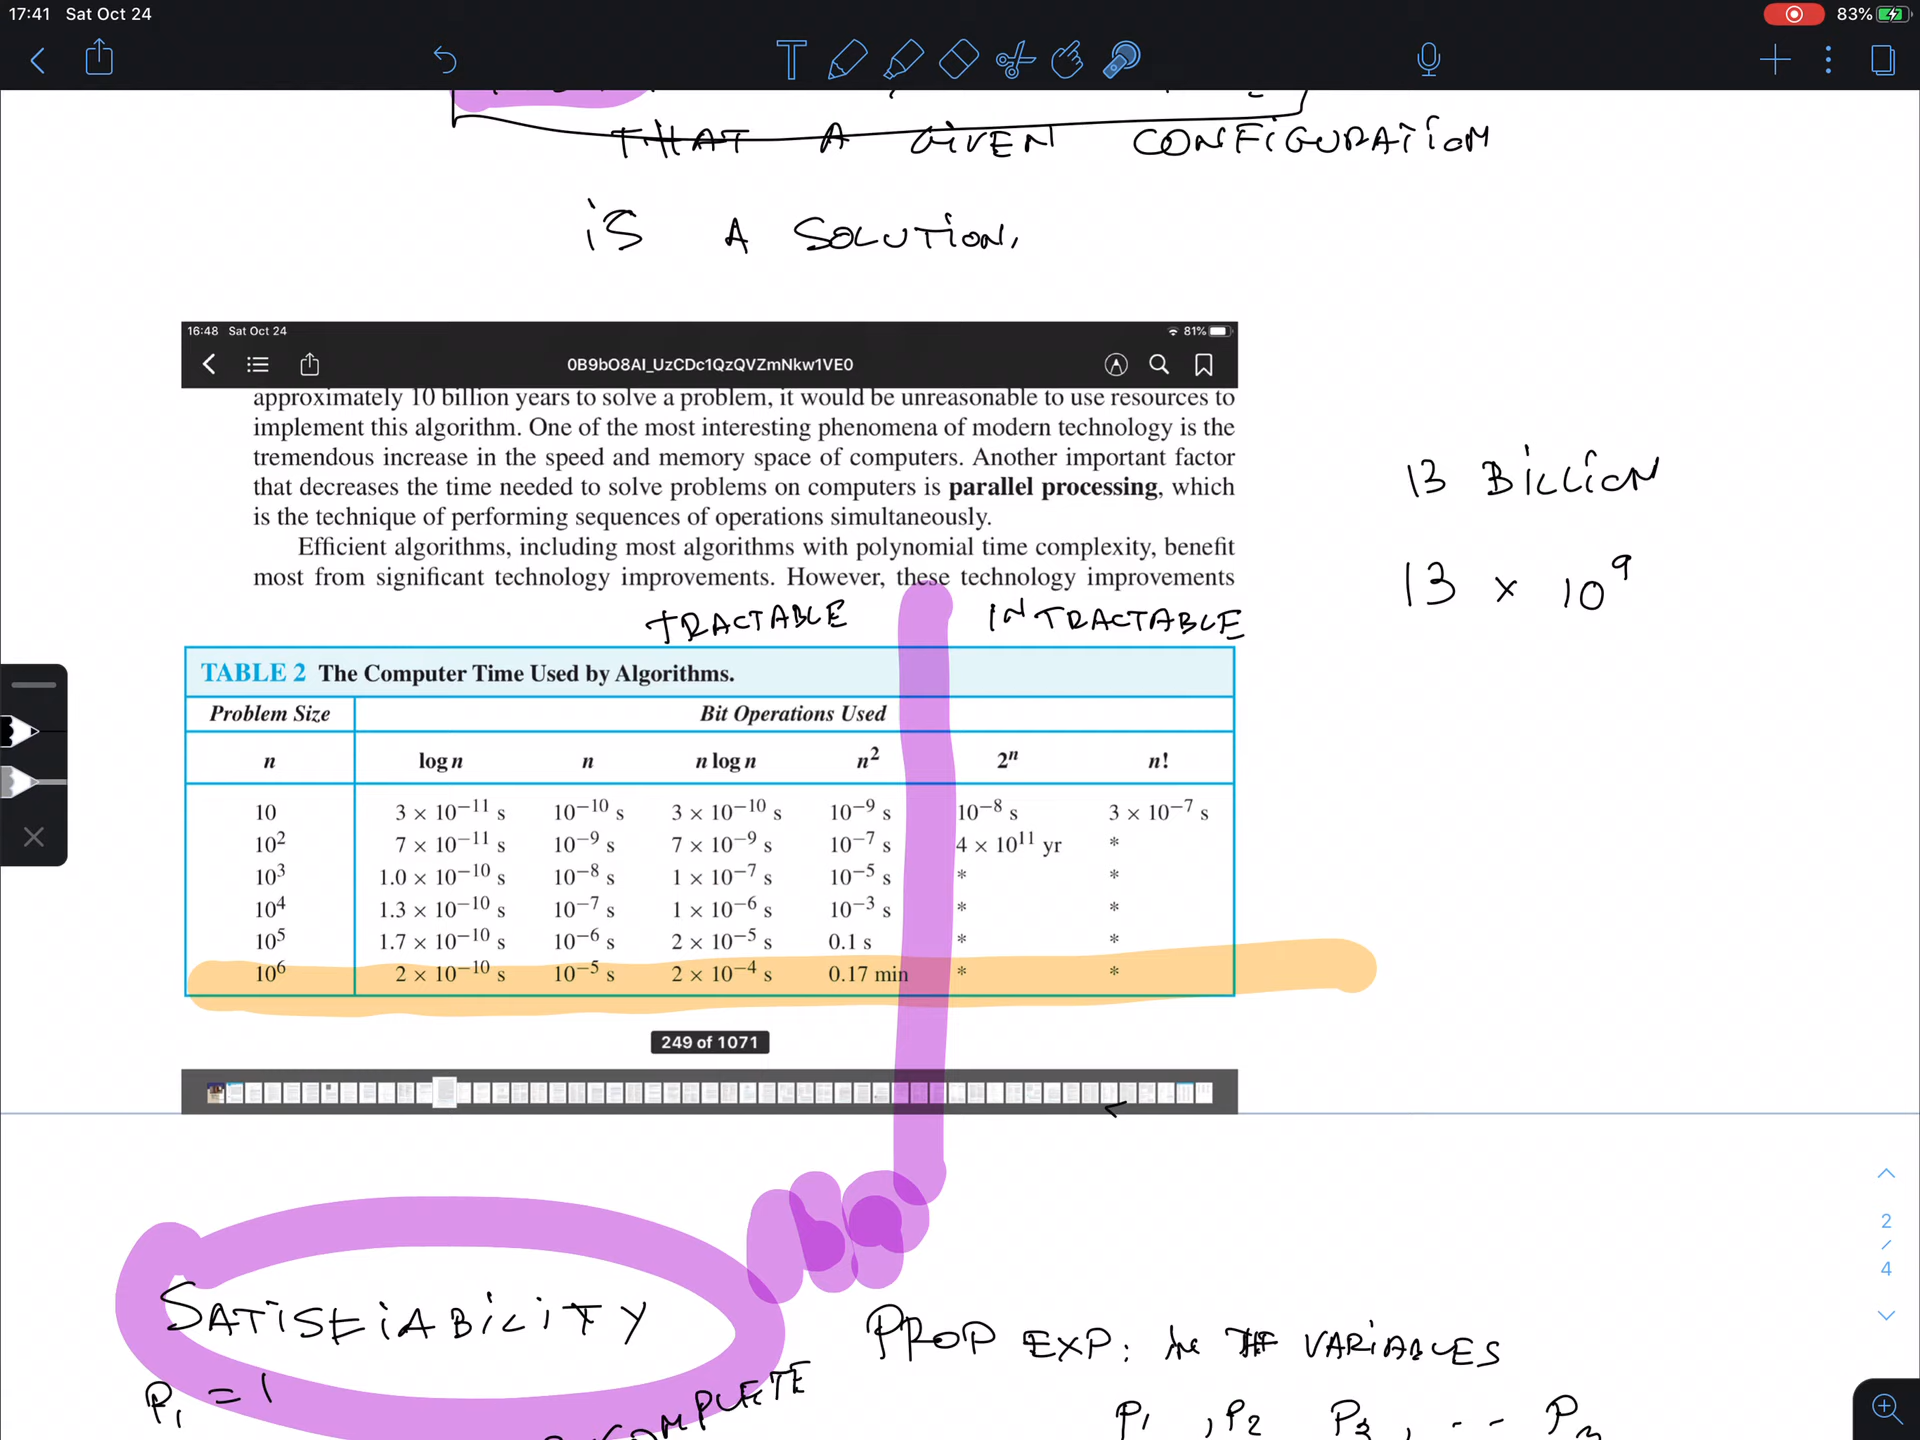 17:41 Sat Oct 24
83%
THAT A GIVEN CONFIGURATION
IS A SOLUTION.
16:48 Sat Oct 24
81%
0B9bO8AI_UzCDc1QzQVZmNkw1VE0
approximately 10 billion years to solve a problem, it would be unreasonable to use resources to
implement this algorithm. One of the most interesting phenomena of modern technology is the
tremendous increase in the speed and memory space of computers. Another important factor
that decreases the time needed to solve problems on computers is parallel processing, which
is the technique of performing sequences of operations simultaneously.
Efficient algorithms, including most algorithms with polynomial time complexity, benefit
most from significant technology improvements. However, these technology improvements
13 BILLION
13 × 10⁹
TRACTABLE INTRACTABLE
TABLE 2 The Computer Time Used by Algorithms.
Problem Size Bit Operations Used
n log n n n log n n² 2ⁿ n!
10 3 × 10⁻¹¹ s 10⁻¹⁰ s 3 × 10⁻¹⁰ s 10⁻⁹ s 10⁻⁸ s 3 × 10⁻⁷ s
10² 7 × 10⁻¹¹ s 10⁻⁹ s 7 × 10⁻⁹ s 10⁻⁷ s 4 × 10¹¹ yr *
10³ 1.0 × 10⁻¹⁰ s 10⁻⁸ s 1 × 10⁻⁷ s 10⁻⁵ s * *
10⁴ 1.3 × 10⁻¹⁰ s 10⁻⁷ s 1 × 10⁻⁶ s 10⁻³ s * *
10⁵ 1.7 × 10⁻¹⁰ s 10⁻⁶ s 2 × 10⁻⁵ s 0.1 s * *
10⁶ 2 × 10⁻¹⁰ s 10⁻⁵ s 2 × 10⁻⁴ s 0.17 min * *
249 of 1071
2
/
4
SATISFIABILITY
PROP EXP: IN THE VARIABLES
P₁ = 1
COMPLETE
P₁, P₂ P₃, -- Pₙ